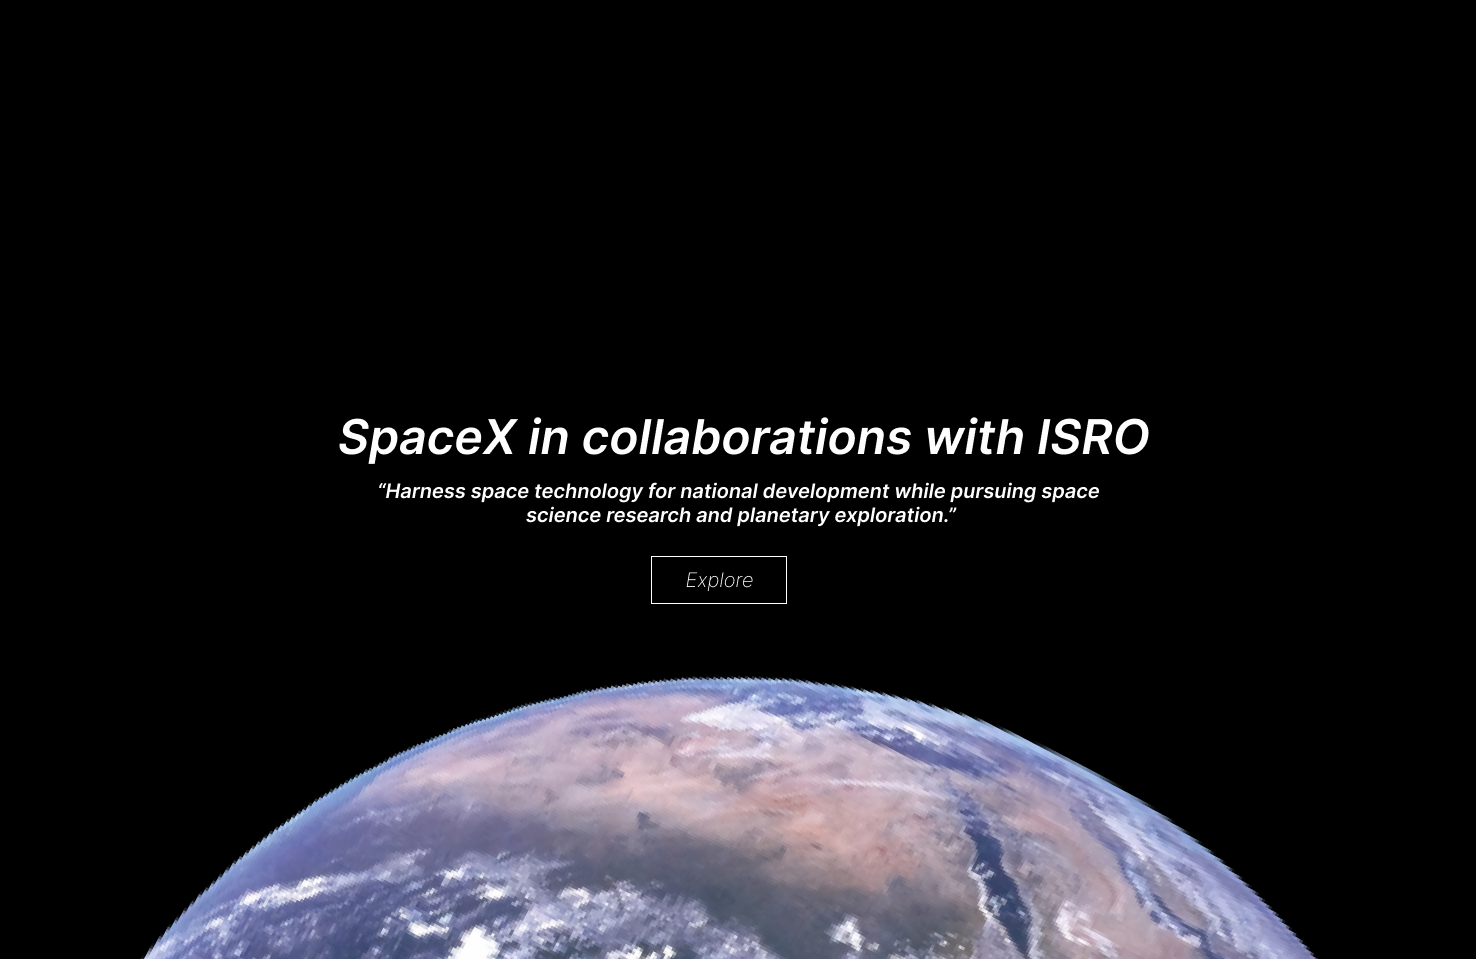 SpaceX in collaborations with ISRO
“Harness space technology for national development while pursuing space
science research and planetary exploration.”
Explore